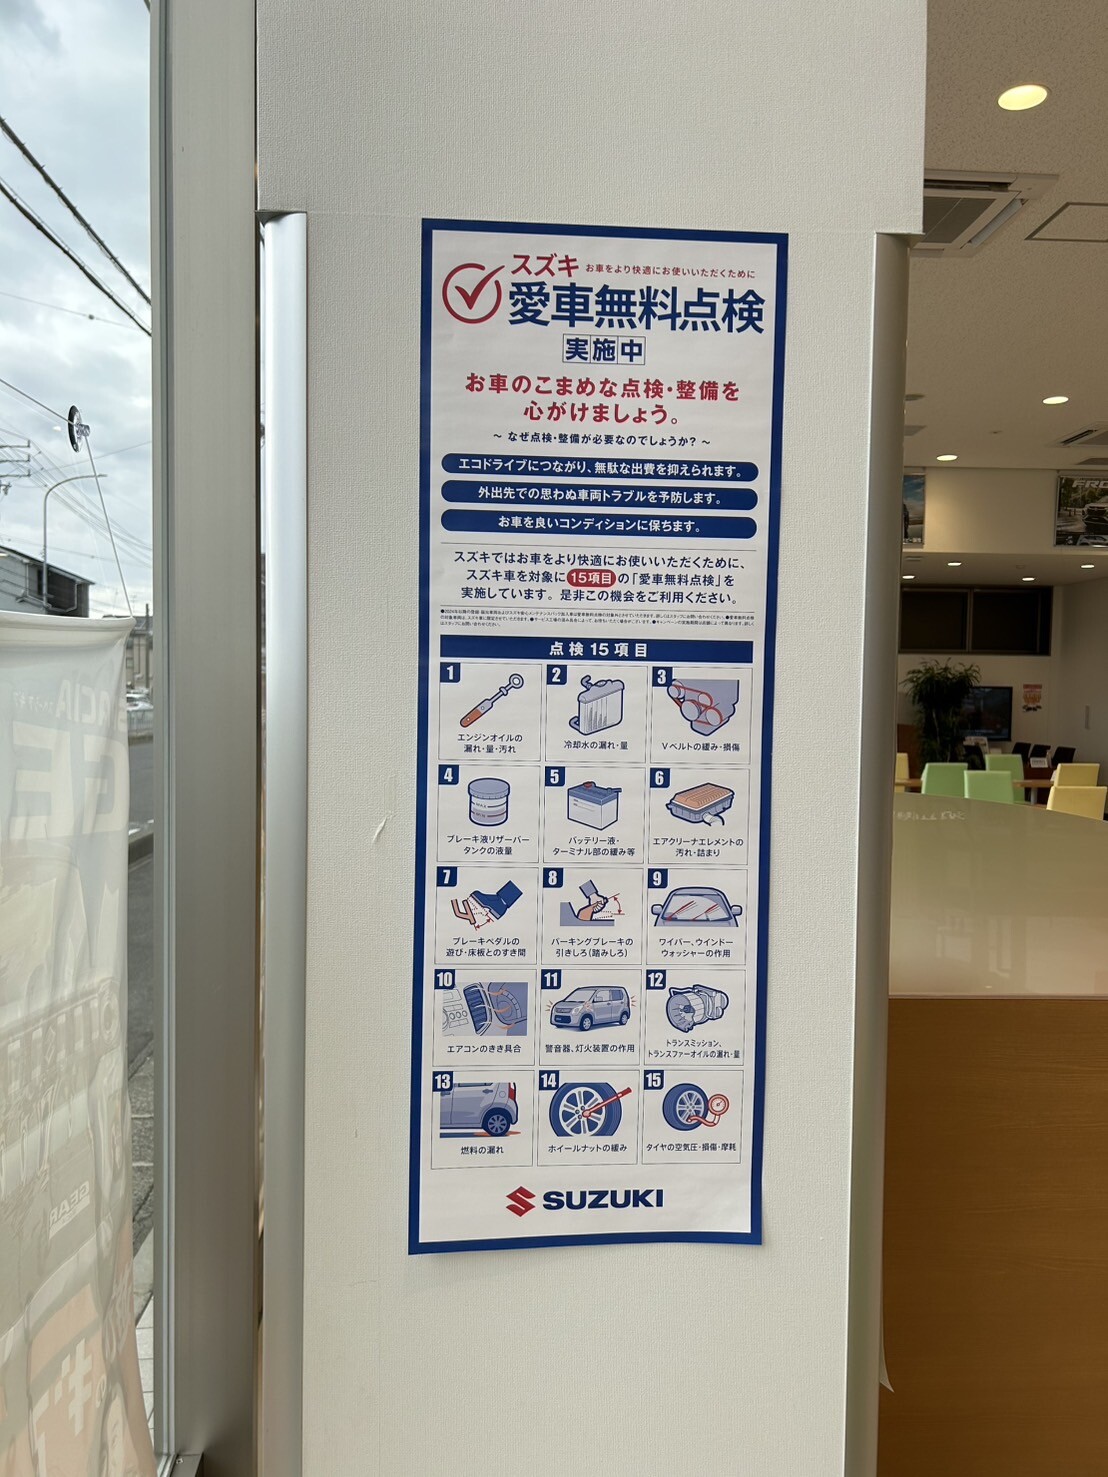 スズキ お車をより快適にお使いいただくために
愛車無料点検
実施中
お車のこまめな点検・整備を
心がけましょう。
～ なぜ点検・整備が必要なのでしょうか？ ～
エコドライブにつながり、無駄な出費を抑えられます。
外出先での思わぬ車両トラブルを予防します。
お車を良いコンディションに保ちます。
スズキではお車をより快適にお使いいただくために、
スズキ車を対象に15項目の「愛車無料点検」を
実施しています。是非この機会をご利用ください。
点検15項目
1
エンジンオイルの
漏れ・量・汚れ
2
冷却水の漏れ・量
3
Vベルトの緩み・損傷
4
ブレーキ液リザーバー
タンクの液量
5
バッテリー液・
ターミナル部の緩み等
6
エアクリーナエレメントの
汚れ・詰まり
7
ブレーキペダルの
遊び・床板とのすき間
8
パーキングブレーキの
引きしろ(踏みしろ)
9
ワイパー、ウインドー
ウォッシャーの作用
10
エアコンのきき具合
11
警音器、灯火装置の作用
12
トランスミッション、
トランスファーオイルの漏れ・量
13
燃料の漏れ
14
ホイールナットの緩み
15
タイヤの空気圧・損傷・摩耗
SUZUKI